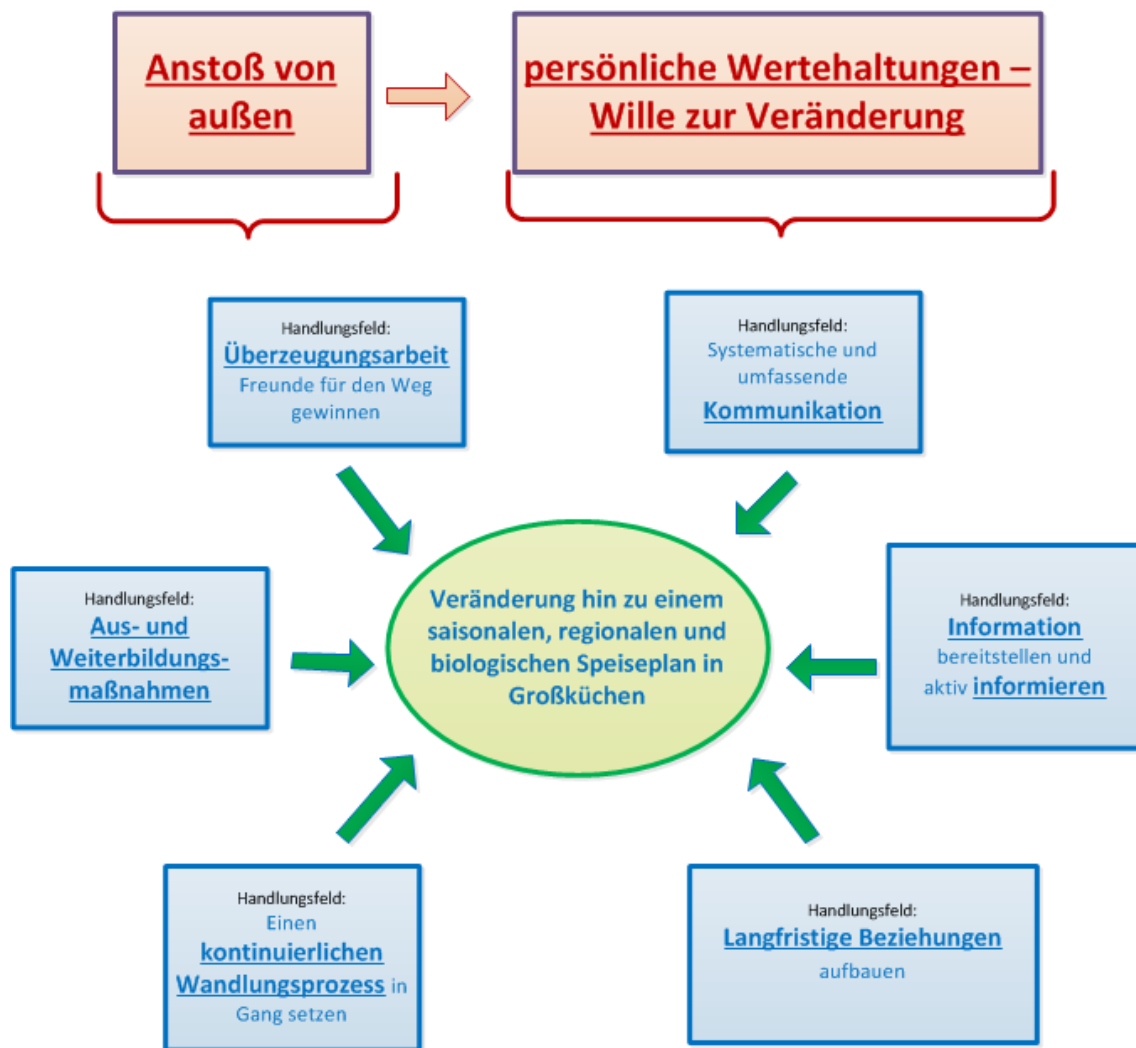 Anstoß von
außen
persönliche Wertehaltungen –
Wille zur Veränderung
Handlungsfeld:
Überzeugungsarbeit
Freunde für den Weg
gewinnen
Handlungsfeld:
Systematische und
umfassende
Kommunikation
Handlungsfeld:
Aus- und
Weiterbildungs-
maßnahmen
Veränderung hin zu einem
saisonalen, regionalen und
biologischen Speiseplan in
Großküchen
Handlungsfeld:
Information
bereitstellen und
aktiv informieren
Handlungsfeld:
Einen
kontinuierlichen
Wandlungsprozess in
Gang setzen
Handlungsfeld:
Langfristige Beziehungen
aufbauen